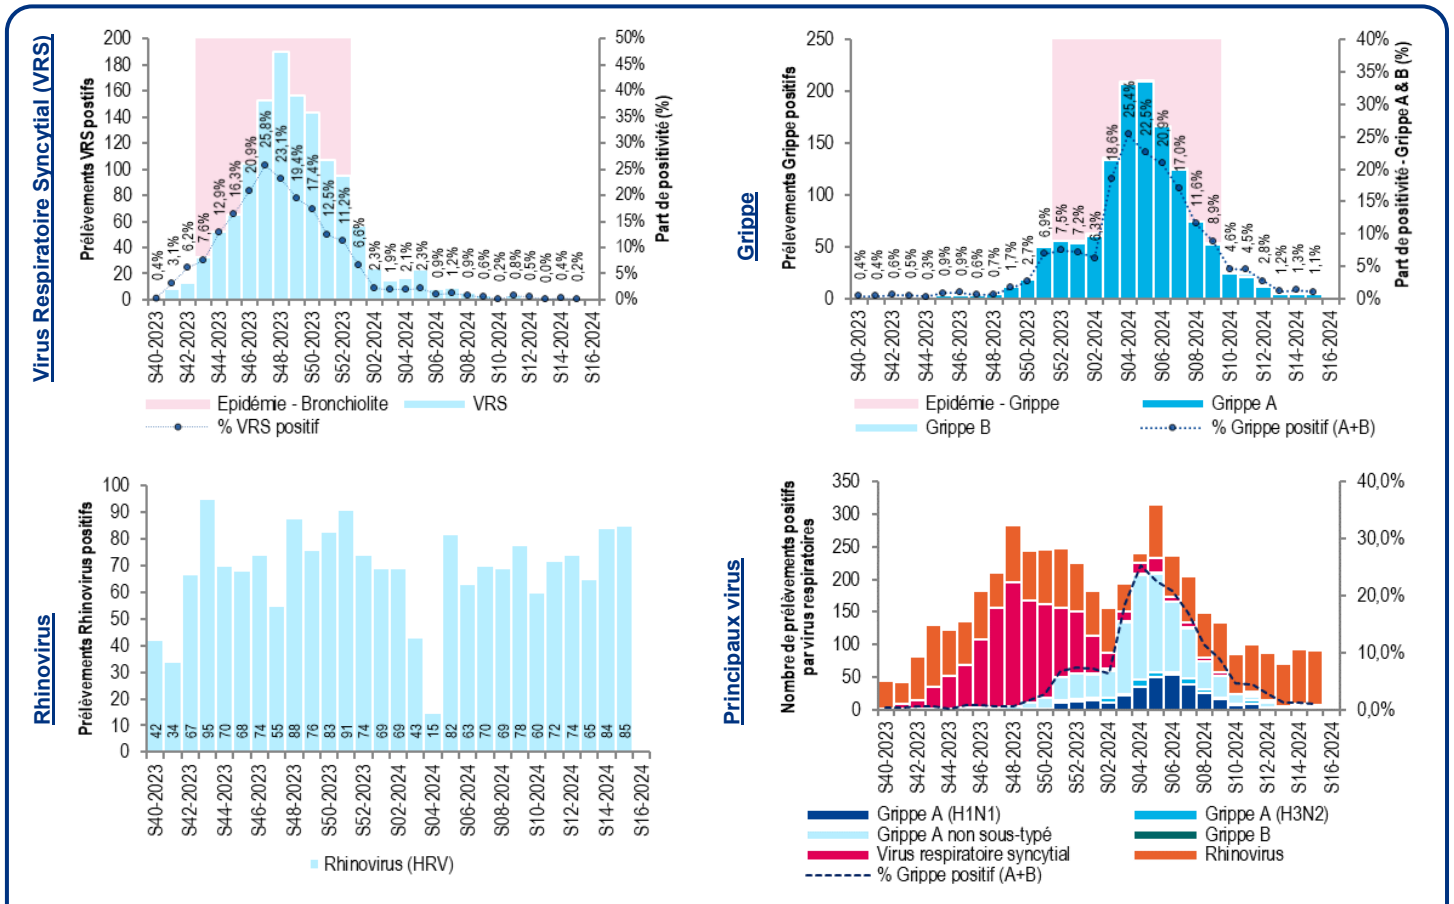 Virus Respiratoire Syncytial (VRS)
Prélèvements VRS postifs
200
180
160
140
120
100
80
60
40
20
0
50%
45%
40%
35%
30%
25%
20%
15%
10%
5%
0%
Part de positivité (%)
0,4%
3,1%
6,2%
7,6%
12,9%
16,3%
20,9%
25,8%
23,1%
19,4%
17,4%
12,5%
11,2%
6,6%
2,3%
1,9%
2,1%
2,3%
0,9%
1,2%
0,9%
0,6%
0,2%
0,8%
0,5%
0,0%
0,4%
0,2%
S40-2023
S42-2023
S44-2023
S46-2023
S48-2023
S50-2023
S52-2023
S02-2024
S04-2024
S06-2024
S08-2024
S10-2024
S12-2024
S14-2024
S16-2024
Epidémie - Bronchiolite
VRS
% VRS positif
Grippe
Prélevements Grippe positifs
250
200
150
100
50
0
40%
35%
30%
25%
20%
15%
10%
5%
0%
Part de positivité - Grippe A & B (%)
0,4%
0,4%
0,6%
0,5%
0,3%
0,9%
0,9%
0,6%
0,7%
1,7%
2,7%
6,9%
7,5%
7,2%
6,3%
18,6%
25,4%
22,5%
20,9%
17,0%
11,6%
8,9%
4,6%
4,5%
2,8%
1,2%
1,3%
1,1%
S40-2023
S42-2023
S44-2023
S46-2023
S48-2023
S50-2023
S52-2023
S02-2024
S04-2024
S06-2024
S08-2024
S10-2024
S12-2024
S14-2024
S16-2024
Epidémie - Grippe
Grippe A
Grippe B
% Grippe positif (A+B)
Rhinovirus
Prélèvements Rhinovirus positifs
100
90
80
70
60
50
40
30
20
10
0
42
34
67
95
70
68
74
55
88
76
83
91
74
69
69
43
15
82
63
70
69
78
60
72
74
65
84
85
S40-2023
S42-2023
S44-2023
S46-2023
S48-2023
S50-2023
S52-2023
S02-2024
S04-2024
S06-2024
S08-2024
S10-2024
S12-2024
S14-2024
S16-2024
Rhinovirus (HRV)
Principaux virus
Nombre de prélèvements positifs
par virus respiratoires
350
300
250
200
150
100
50
0
40,0%
30,0%
20,0%
10,0%
0,0%
S40-2023
S42-2023
S44-2023
S46-2023
S48-2023
S50-2023
S52-2023
S02-2024
S04-2024
S06-2024
S08-2024
S10-2024
S12-2024
S14-2024
S16-2024
Grippe A (H1N1)
Grippe A (H3N2)
Grippe A non sous-typé
Grippe B
Virus respiratoire syncytial
Rhinovirus
% Grippe positif (A+B)